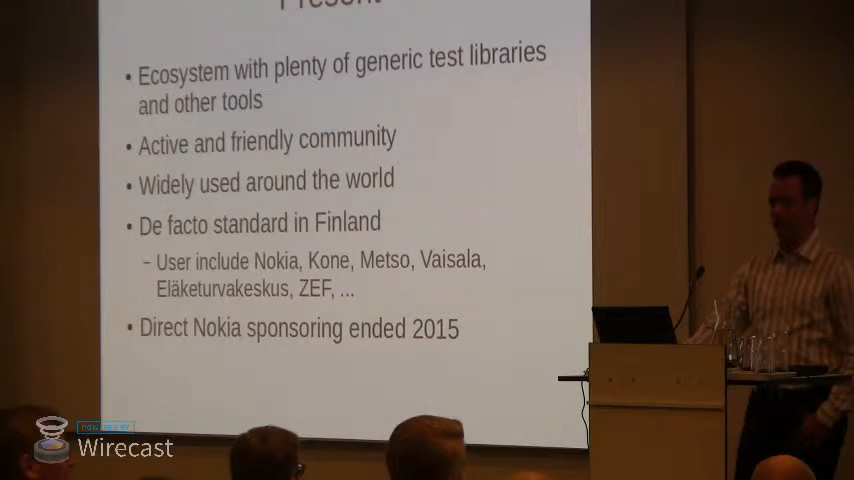 Present
• Ecosystem with plenty of generic test libraries
and other tools
• Active and friendly community
• Widely used around the world
• De facto standard in Finland
– User include Nokia, Kone, Metso, Vaisala,
Eläketurvakeskus, ZEF, ...
• Direct Nokia sponsoring ended 2015
POWERED BY
Wirecast